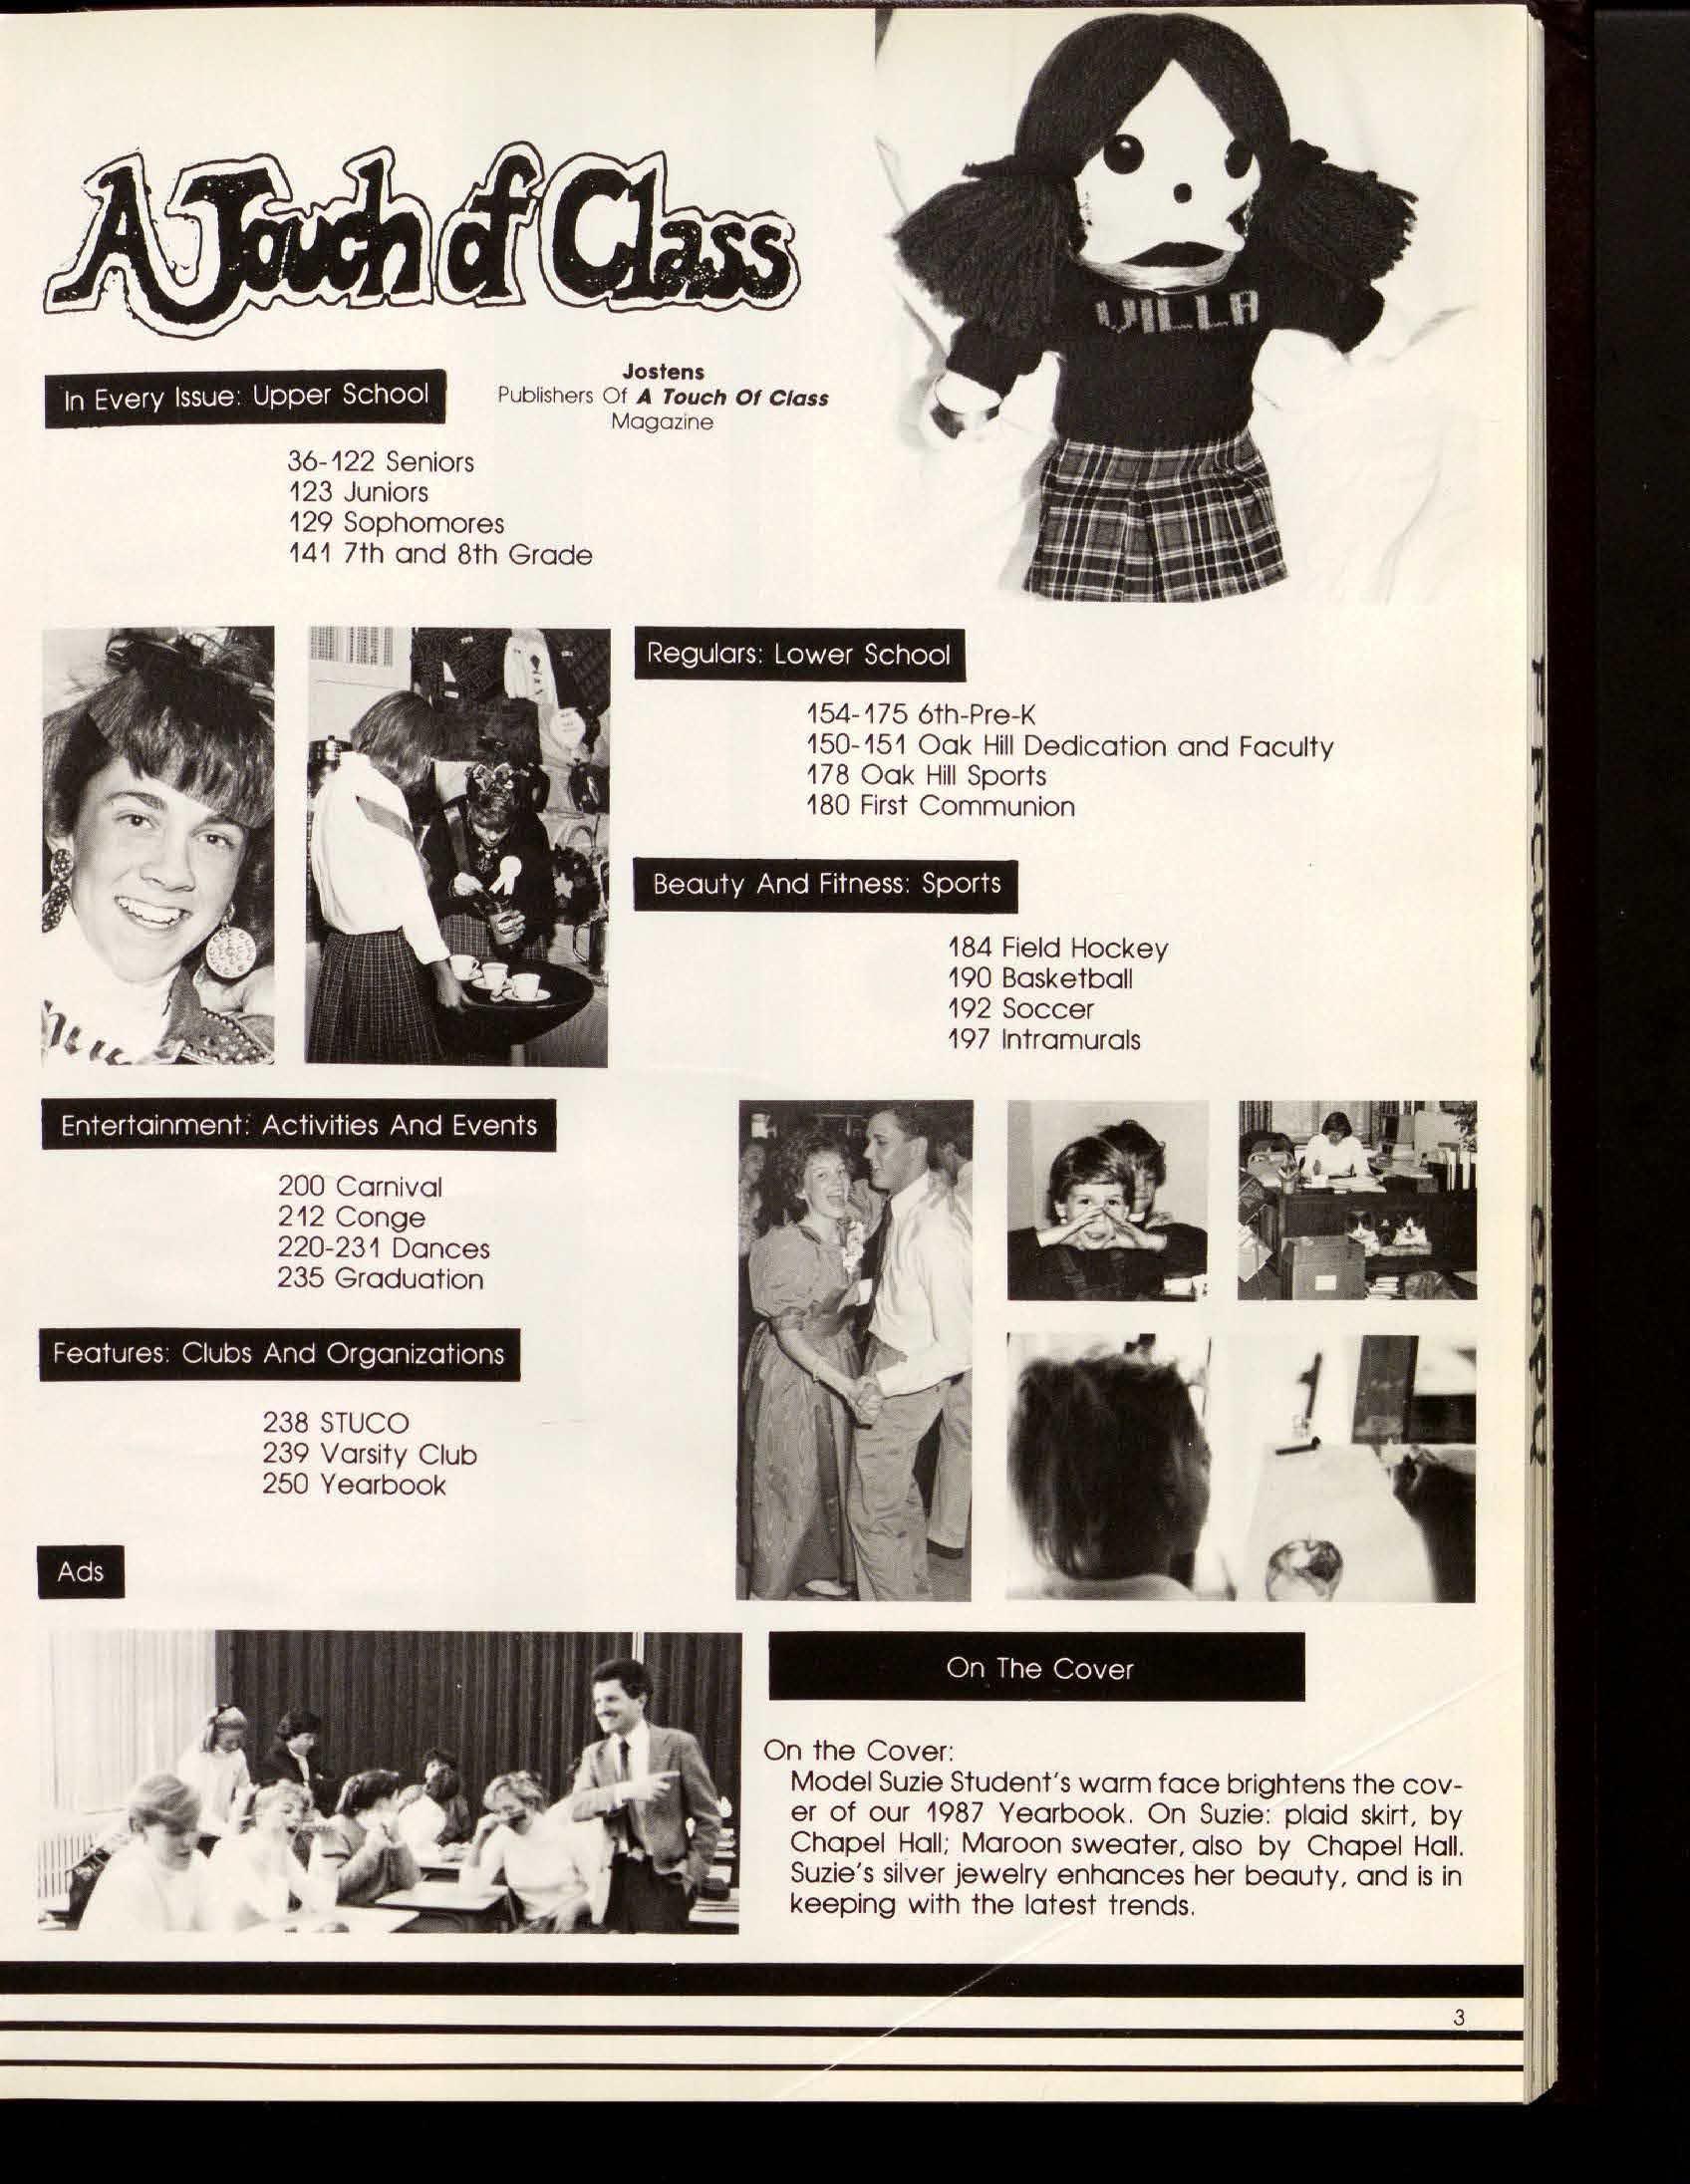 A Touch of Class
VILLA
In Every Issue: Upper School
Jostens
Publishers Of A Touch Of Class
Magazine
36-122 Seniors
123 Juniors
129 Sophomores
141 7th and 8th Grade
Regulars: Lower School
154-175 6th-Pre-K
150-151 Oak Hill Dedication and Faculty
178 Oak Hill Sports
180 First Communion
Beauty And Fitness: Sports
184 Field Hockey
190 Basketball
192 Soccer
197 Intramurals
Entertainment: Activities And Events
200 Carnival
212 Conge
220-231 Dances
235 Graduation
Features: Clubs And Organizations
238 STUCO
239 Varsity Club
250 Yearbook
Ads
On The Cover
On the Cover:
Model Suzie Student's warm face brightens the cov-
er of our 1987 Yearbook. On Suzie: plaid skirt, by
Chapel Hall; Maroon sweater, also by Chapel Hall.
Suzie's silver jewelry enhances her beauty, and is in
keeping with the latest trends.
3
FACULTY COPY